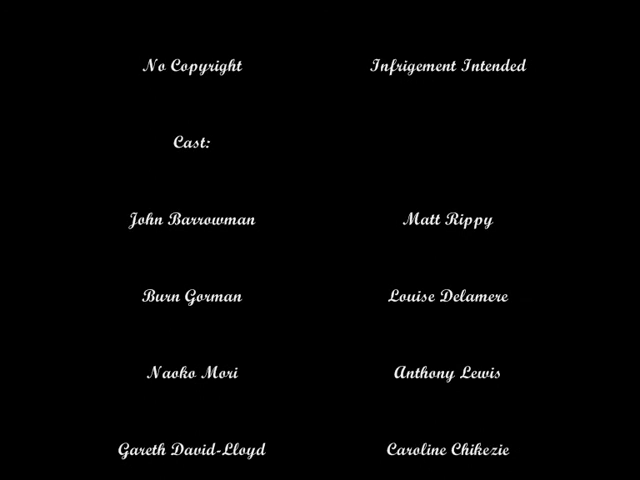 No Copyright Infrigement Intended
Cast:
John Barrowman Matt Rippy
Burn Gorman Louise Delamere
Naoko Mori Anthony Lewis
Gareth David-Lloyd Caroline Chikezie